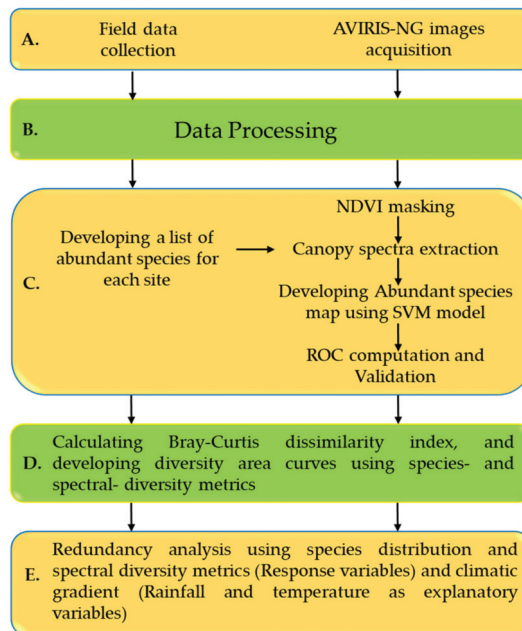 A.
Field data
collection
AVIRIS-NG images
acquisition
B.
Data Processing
C.
Developing a list of
abundant species for
each site
NDVI masking
Canopy spectra extraction
Developing Abundant species
map using SVM model
ROC computation and
Validation
D.
Calculating Bray-Curtis dissimilarity index, and
developing diversity area curves using species- and
spectral- diversity metrics
E.
Redundancy analysis using species distribution and
spectral diversity metrics (Response variables) and climatic
gradient (Rainfall and temperature as explanatory
variables)